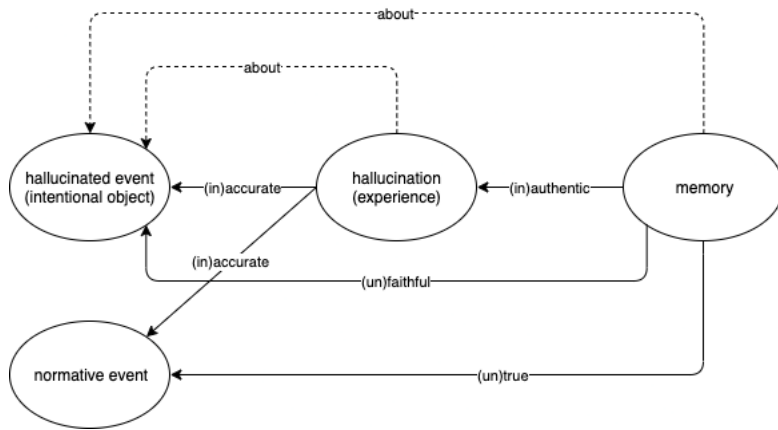 about
about
hallucinated event
(intentional object)
(in)accurate
hallucination
(experience)
(in)authentic
memory
(in)accurate
(un)faithful
normative event
(un)true